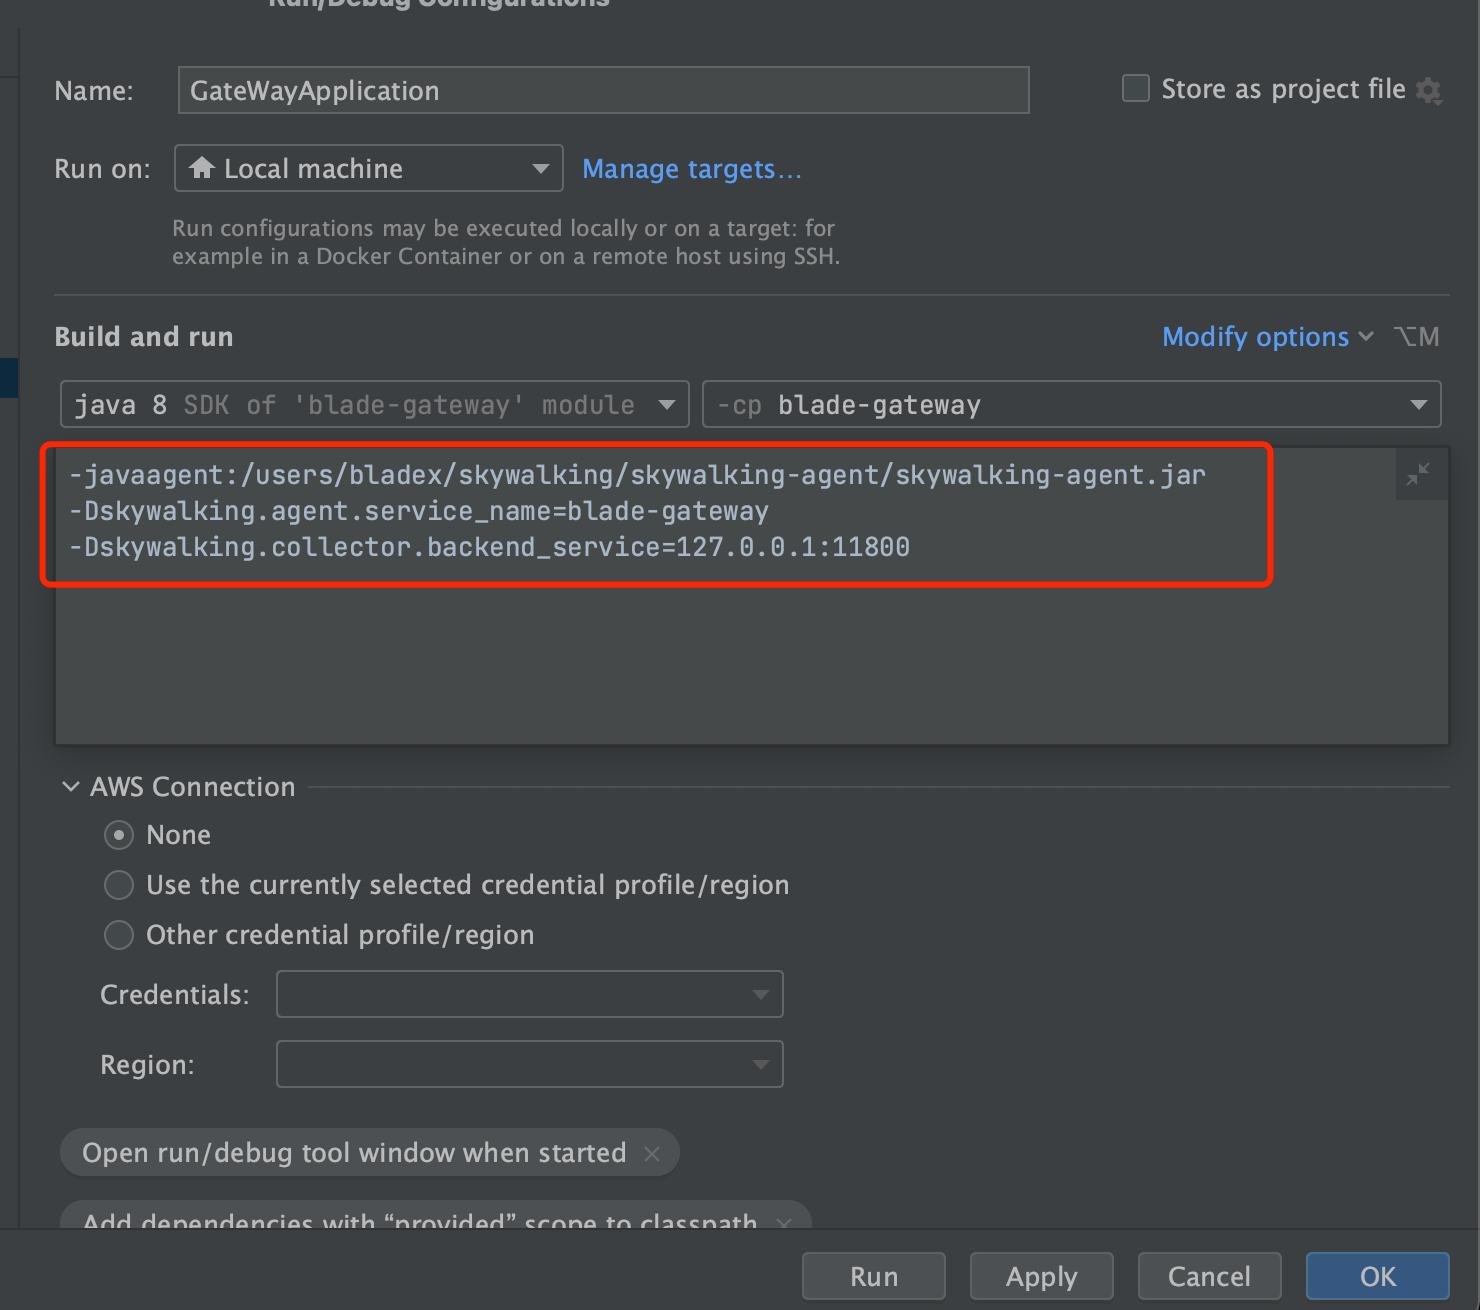 Run/Debug Configurations
Name: GateWayApplication Store as project file
Run on: Local machine Manage targets...
Run configurations may be executed locally or on a target: for
example in a Docker Container or on a remote host using SSH.
Build and run Modify options ⌥M
java 8 SDK of 'blade-gateway' module -cp blade-gateway
-javaagent:/users/bladex/skywalking/skywalking-agent/skywalking-agent.jar
-Dskywalking.agent.service_name=blade-gateway
-Dskywalking.collector.backend_service=127.0.0.1:11800
AWS Connection
None
Use the currently selected credential profile/region
Other credential profile/region
Credentials:
Region:
Open run/debug tool window when started ×
Add dependencies with “provided” scope to classpath ×
Run Apply Cancel OK